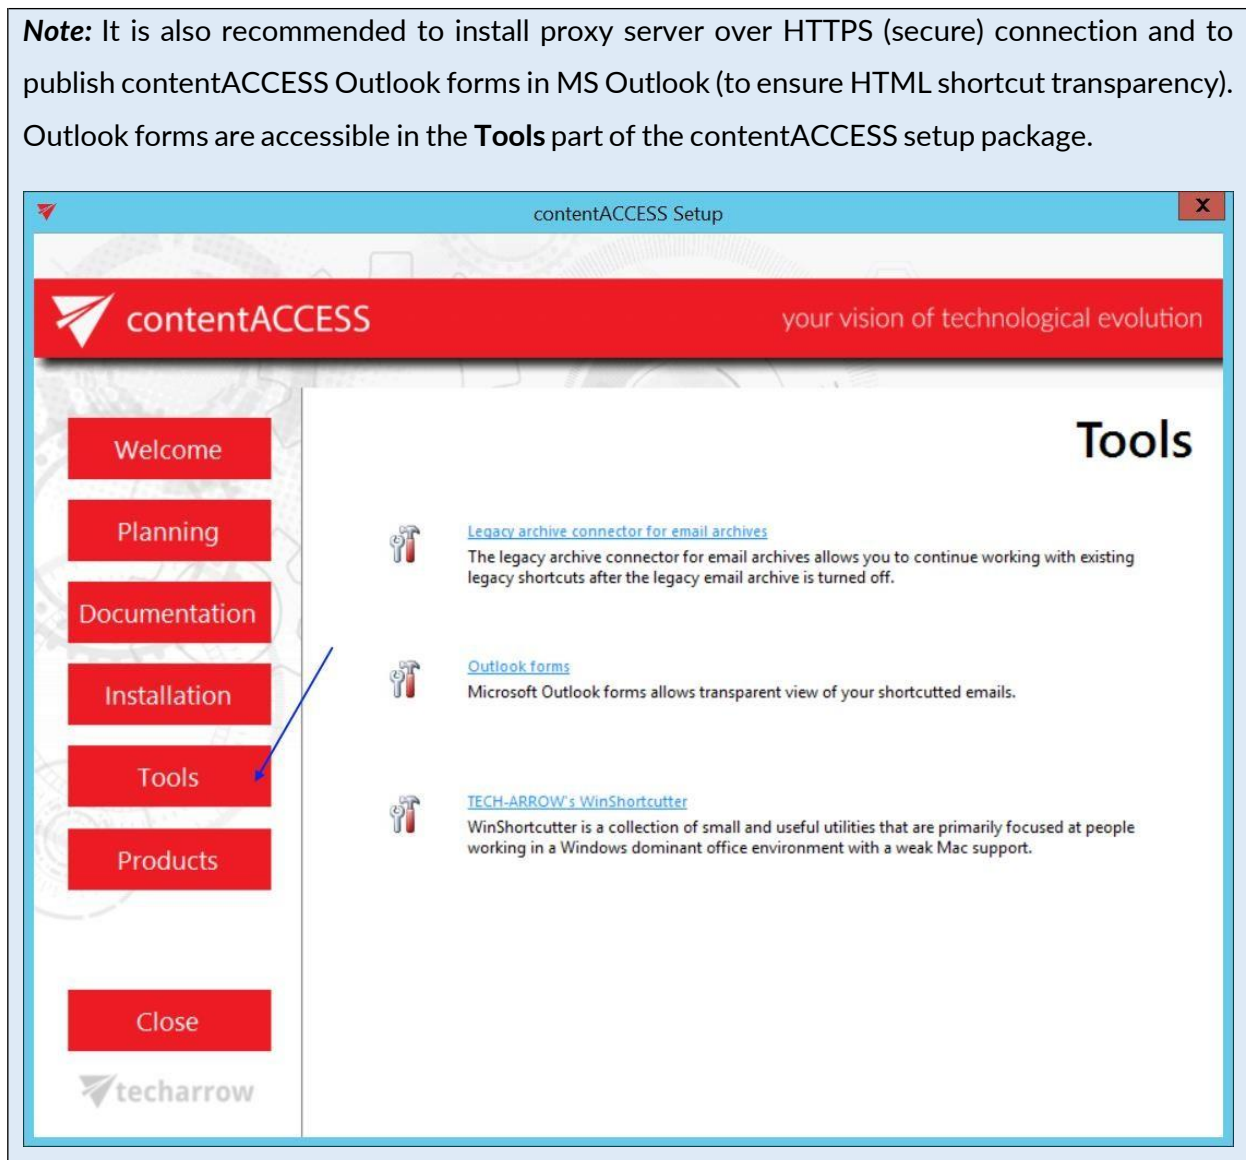 Note: It is also recommended to install proxy server over HTTPS (secure) connection and to
publish contentACCESS Outlook forms in MS Outlook (to ensure HTML shortcut transparency).
Outlook forms are accessible in the Tools part of the contentACCESS setup package.
contentACCESS Setup
X
contentACCESS
your vision of technological evolution
Welcome
Planning
Documentation
Installation
Tools
Products
Close
techarrow
Tools
Legacy archive connector for email archives
The legacy archive connector for email archives allows you to continue working with existing
legacy shortcuts after the legacy email archive is turned off.
Outlook forms
Microsoft Outlook forms allows transparent view of your shortcutted emails.
TECH-ARROW's WinShortcutter
WinShortcutter is a collection of small and useful utilities that are primarily focused at people
working in a Windows dominant office environment with a weak Mac support.